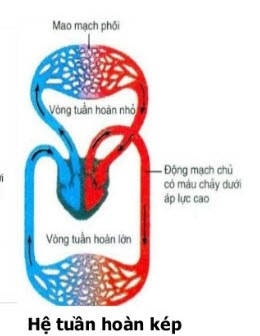 Mao mạch phổi
Vòng tuần hoàn nhỏ
Động mạch chủ
có máu chảy dưới
áp lực cao
Vòng tuần hoàn lớn
Hệ tuần hoàn kép